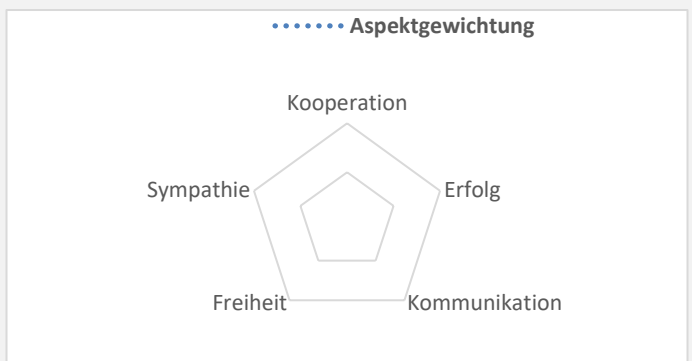 Aspektgewichtung
Kooperation
Sympathie
Erfolg
Freiheit
Kommunikation